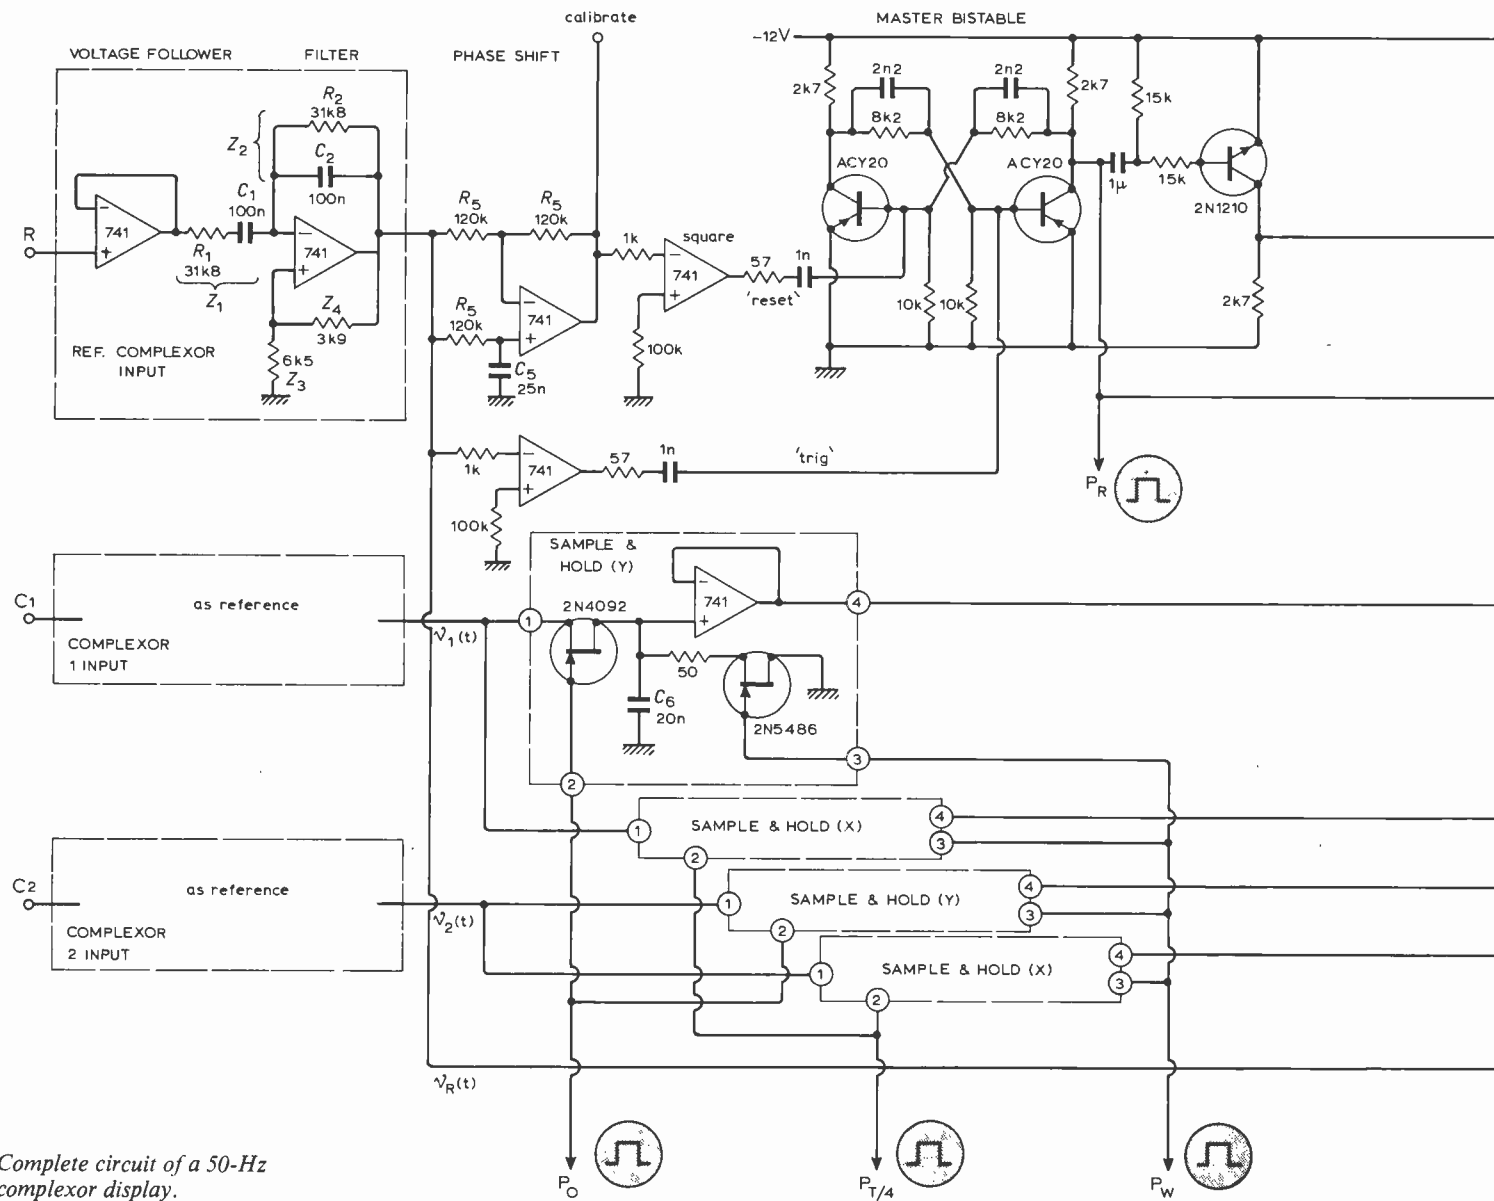 calibrate
MASTER BISTABLE
VOLTAGE FOLLOWER
FILTER
PHASE SHIFT
-12V
R2
31k8
Z2
C2
100n
C1
100n
741
R
R1
31k8
Z1
741
Z4
3k9
6k5
Z3
REF. COMPLEXOR
INPUT
R5
120k
R5
120k
R5
120k
741
C5
25n
1k
square
741
100k
57
1n
'reset'
2k7
2n2
8k2
2n2
8k2
2k7
15k
ACY20
ACY20
1µ
15k
2N1210
10k
10k
2k7
1k
741
57
1n
'trig'
100k
PR
+
SAMPLE &
HOLD (Y)
C1
as reference
COMPLEXOR
1 INPUT
v1(t)
1
2N4092
741
4
50
C6
20n
2N5486
3
2
SAMPLE & HOLD (X)
1
4
3
2
C2
as reference
COMPLEXOR
2 INPUT
v2(t)
1
SAMPLE & HOLD (Y)
4
3
2
1
SAMPLE & HOLD (X)
4
3
2
vR(t)
PO
PT/4
PW
Complete circuit of a 50-Hz
complexor display.